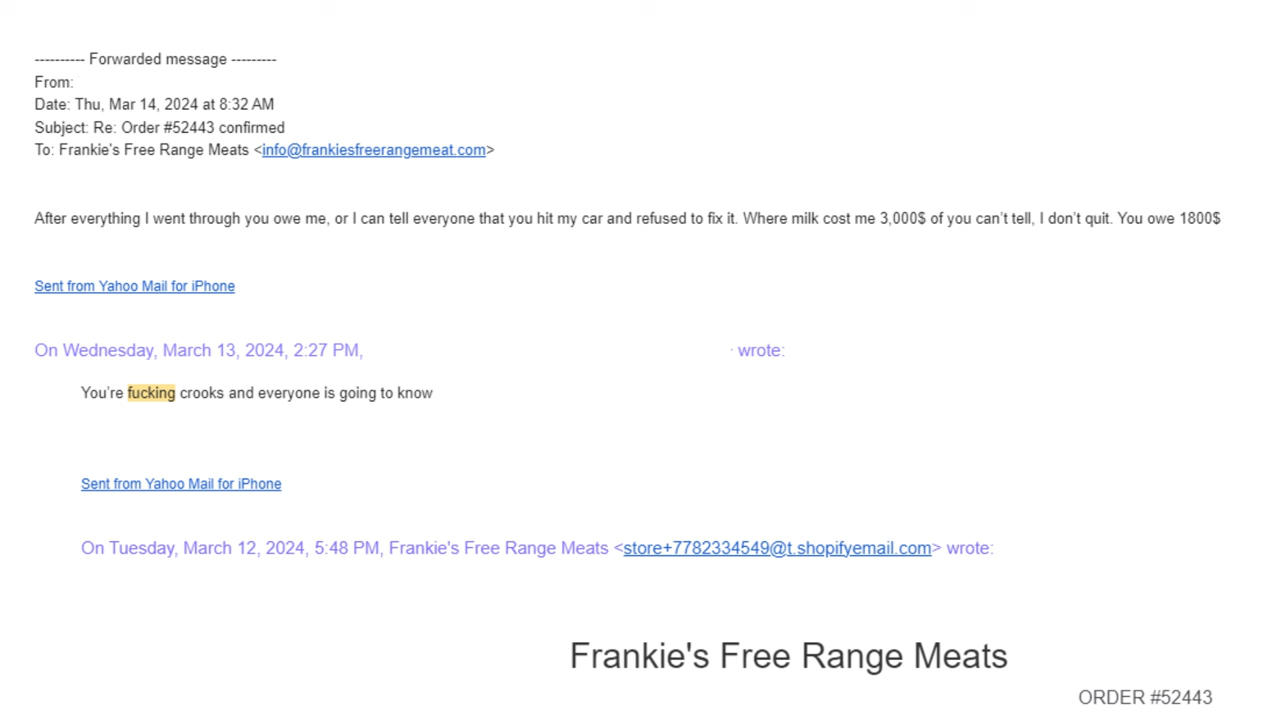 ---------- Forwarded message ---------
From:
Date: Thu, Mar 14, 2024 at 8:32 AM
Subject: Re: Order #52443 confirmed
To: Frankie's Free Range Meats <info@frankiesfreerangemeat.com>
After everything I went through you owe me, or I can tell everyone that you hit my car and refused to fix it. Where milk cost me 3,000$ of you can't tell, I don't quit. You owe 1800$
Sent from Yahoo Mail for iPhone
On Wednesday, March 13, 2024, 2:27 PM, wrote:
You're fucking crooks and everyone is going to know
Sent from Yahoo Mail for iPhone
On Tuesday, March 12, 2024, 5:48 PM, Frankie's Free Range Meats <store+7782334549@t.shopifyemail.com> wrote:
Frankie's Free Range Meats
ORDER #52443